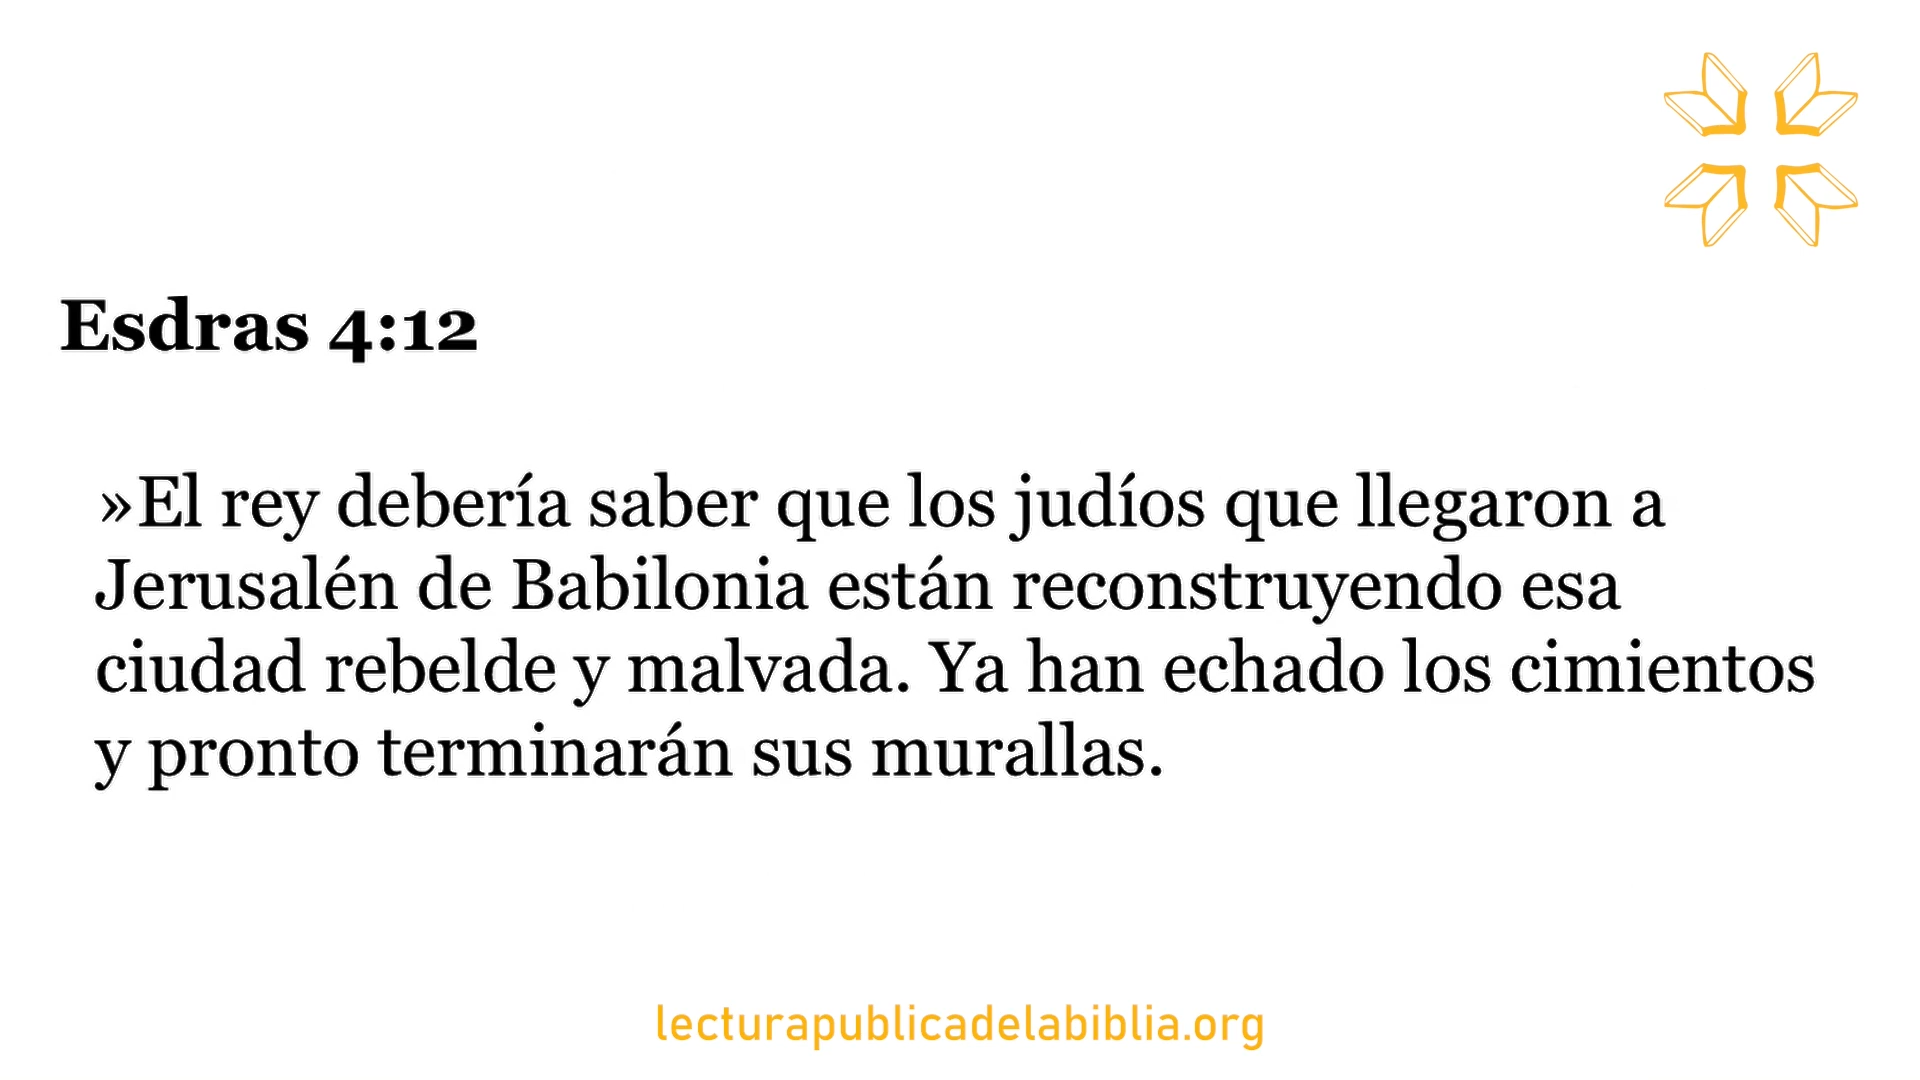 Esdras 4:12
»El rey debería saber que los judíos que llegaron a
Jerusalén de Babilonia están reconstruyendo esa
ciudad rebelde y malvada. Ya han echado los cimientos
y pronto terminarán sus murallas.
lecturapublicadelabiblia.org